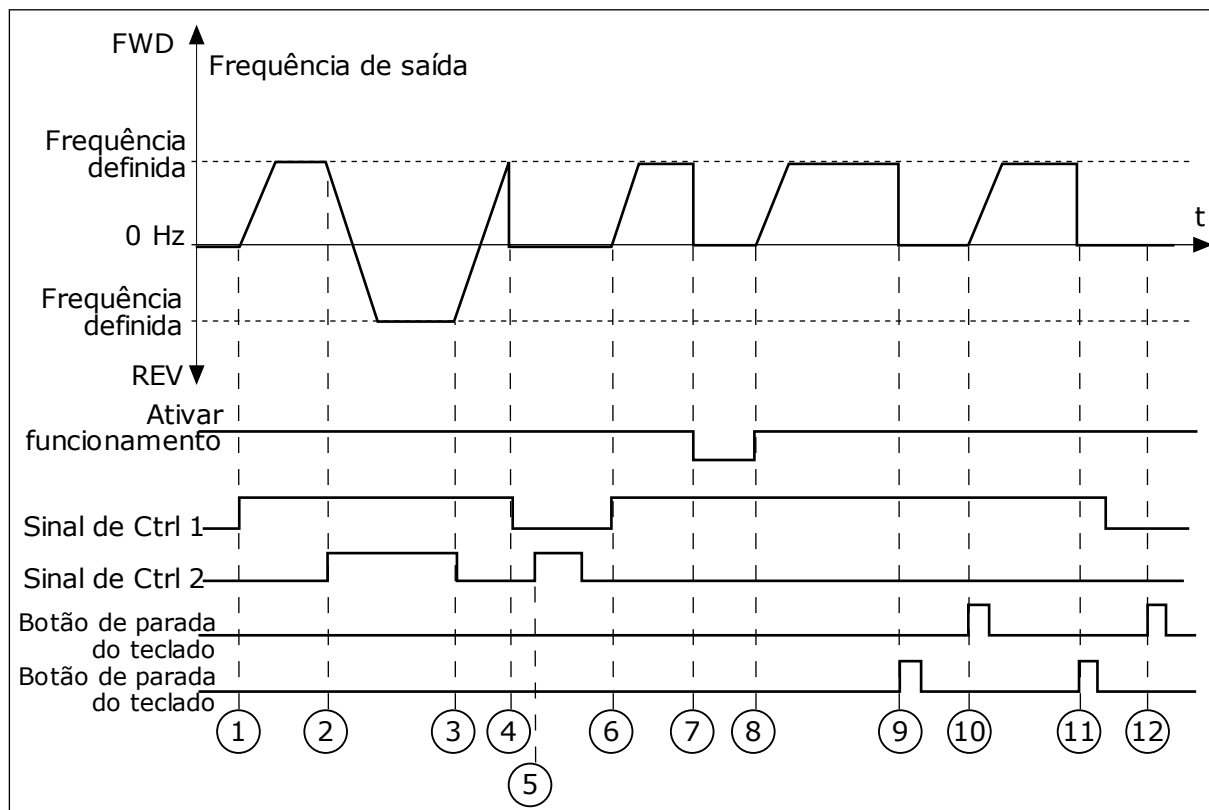 FWD
Frequência de saída
Frequência
definida
0 Hz
t
Frequência
definida
REV
Ativar
funcionamento
Sinal de Ctrl 1
Sinal de Ctrl 2
Botão de parada
do teclado
Botão de parada
do teclado
1 2 3 4 6 7 8 9 10 11 12
5